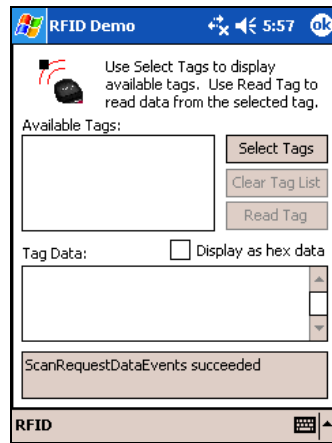 RFID Demo 5:57 ok
Use Select Tags to display
available tags. Use Read Tag to
read data from the selected tag.
Available Tags:
Select Tags
Clear Tag List
Read Tag
Tag Data: Display as hex data
ScanRequestDataEvents succeeded
RFID